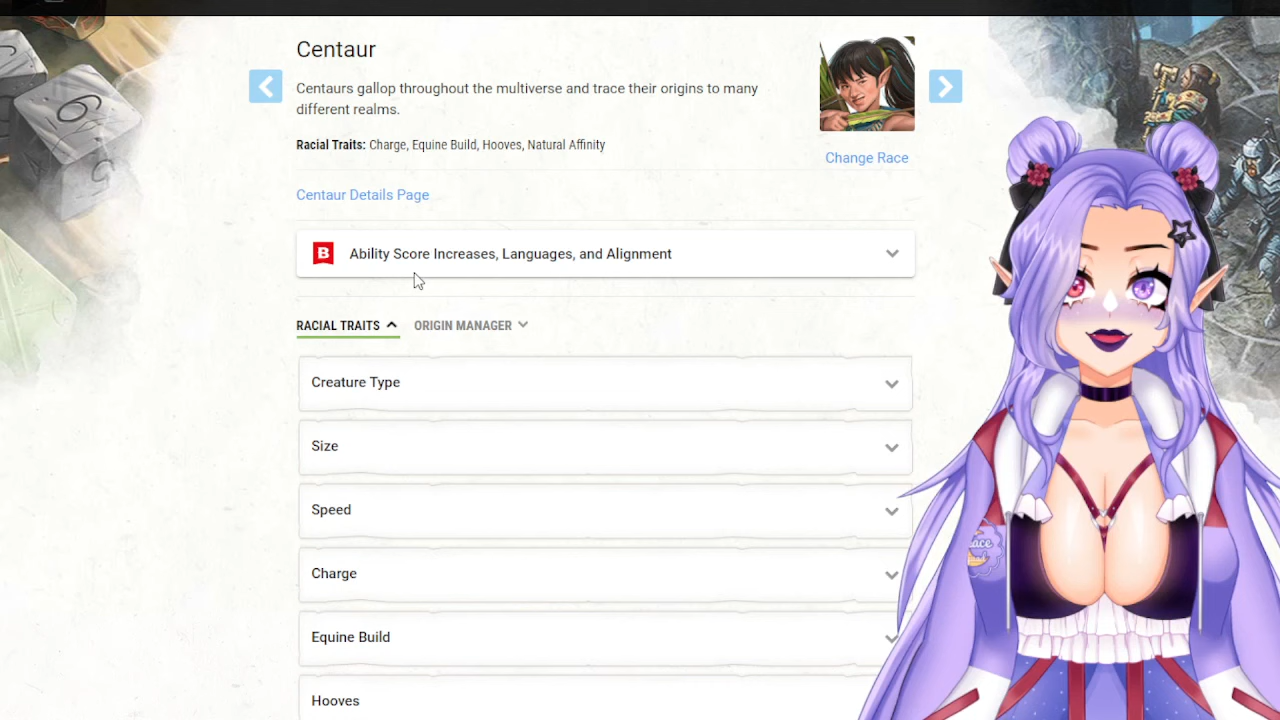 Centaur
Centaurs gallop throughout the multiverse and trace their origins to many
different realms.
Racial Traits: Charge, Equine Build, Hooves, Natural Affinity
Change Race
Centaur Details Page
B
Ability Score Increases, Languages, and Alignment
RACIAL TRAITS
ORIGIN MANAGER
Creature Type
Size
Speed
Charge
Equine Build
Hooves